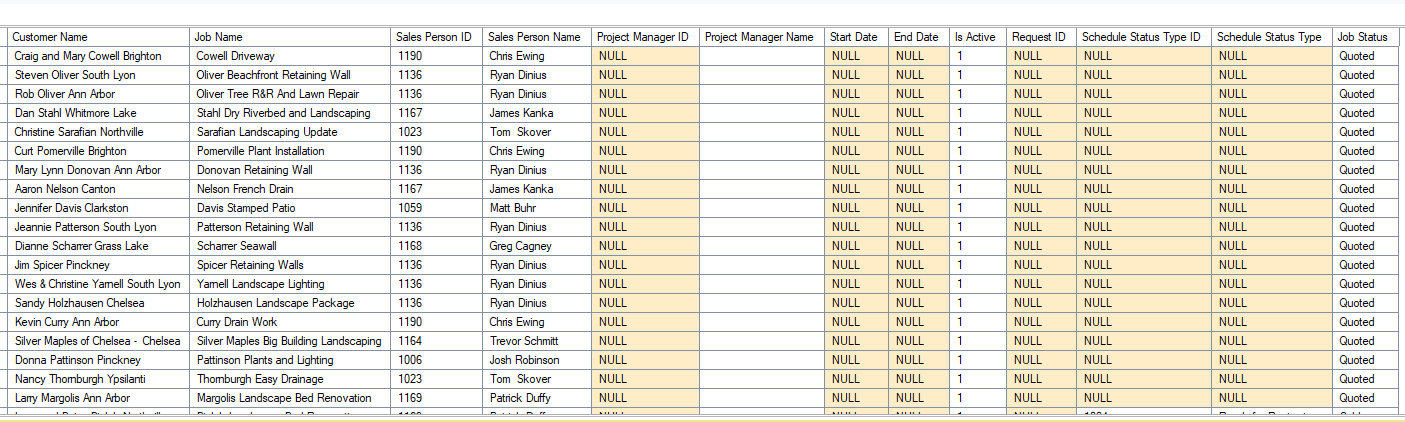 Customer Name Job Name Sales Person ID Sales Person Name Project Manager ID Project Manager Name Start Date End Date Is Active Request ID Schedule Status Type ID Schedule Status Type Job Status
Craig and Mary Cowell Brighton Cowell Driveway 1190 Chris Ewing NULL NULL NULL 1 NULL NULL NULL Quoted
Steven Oliver South Lyon Oliver Beachfront Retaining Wall 1136 Ryan Dinius NULL NULL NULL 1 NULL NULL NULL Quoted
Rob Oliver Ann Arbor Oliver Tree R&R And Lawn Repair 1136 Ryan Dinius NULL NULL NULL 1 NULL NULL NULL Quoted
Dan Stahl Whitmore Lake Stahl Dry Riverbed and Landscaping 1167 James Kanka NULL NULL NULL 1 NULL NULL NULL Quoted
Christine Sarafian Northville Sarafian Landscaping Update 1023 Tom  Skover NULL NULL NULL 1 NULL NULL NULL Quoted
Curt Pomerville Brighton Pomerville Plant Installation 1190 Chris Ewing NULL NULL NULL 1 NULL NULL NULL Quoted
Mary Lynn Donovan Ann Arbor Donovan Retaining Wall 1136 Ryan Dinius NULL NULL NULL 1 NULL NULL NULL Quoted
Aaron Nelson Canton Nelson French Drain 1167 James Kanka NULL NULL NULL 1 NULL NULL NULL Quoted
Jennifer Davis Clarkston Davis Stamped Patio 1059 Matt Buhr NULL NULL NULL 1 NULL NULL NULL Quoted
Jeannie Patterson South Lyon Patterson Retaining Wall 1136 Ryan Dinius NULL NULL NULL 1 NULL NULL NULL Quoted
Dianne Scharrer Grass Lake Scharrer Seawall 1168 Greg Cagney NULL NULL NULL 1 NULL NULL NULL Quoted
Jim Spicer Pinckney Spicer Retaining Walls 1136 Ryan Dinius NULL NULL NULL 1 NULL NULL NULL Quoted
Wes & Christine Yarnell South Lyon Yarnell Landscape Lighting 1136 Ryan Dinius NULL NULL NULL 1 NULL NULL NULL Quoted
Sandy Holzhausen Chelsea Holzhausen Landscape Package 1136 Ryan Dinius NULL NULL NULL 1 NULL NULL NULL Quoted
Kevin Curry Ann Arbor Curry Drain Work 1190 Chris Ewing NULL NULL NULL 1 NULL NULL NULL Quoted
Silver Maples of Chelsea - Chelsea Silver Maples Big Building Landscaping 1164 Trevor Schmitt NULL NULL NULL 1 NULL NULL NULL Quoted
Donna Pattinson Pinckney Pattinson Plants and Lighting 1006 Josh Robinson NULL NULL NULL 1 NULL NULL NULL Quoted
Nancy Thornburgh Ypsilanti Thornburgh Easy Drainage 1023 Tom  Skover NULL NULL NULL 1 NULL NULL NULL Quoted
Larry Margolis Ann Arbor Margolis Landscape Bed Renovation 1169 Patrick Duffy NULL NULL NULL 1 NULL NULL NULL Quoted